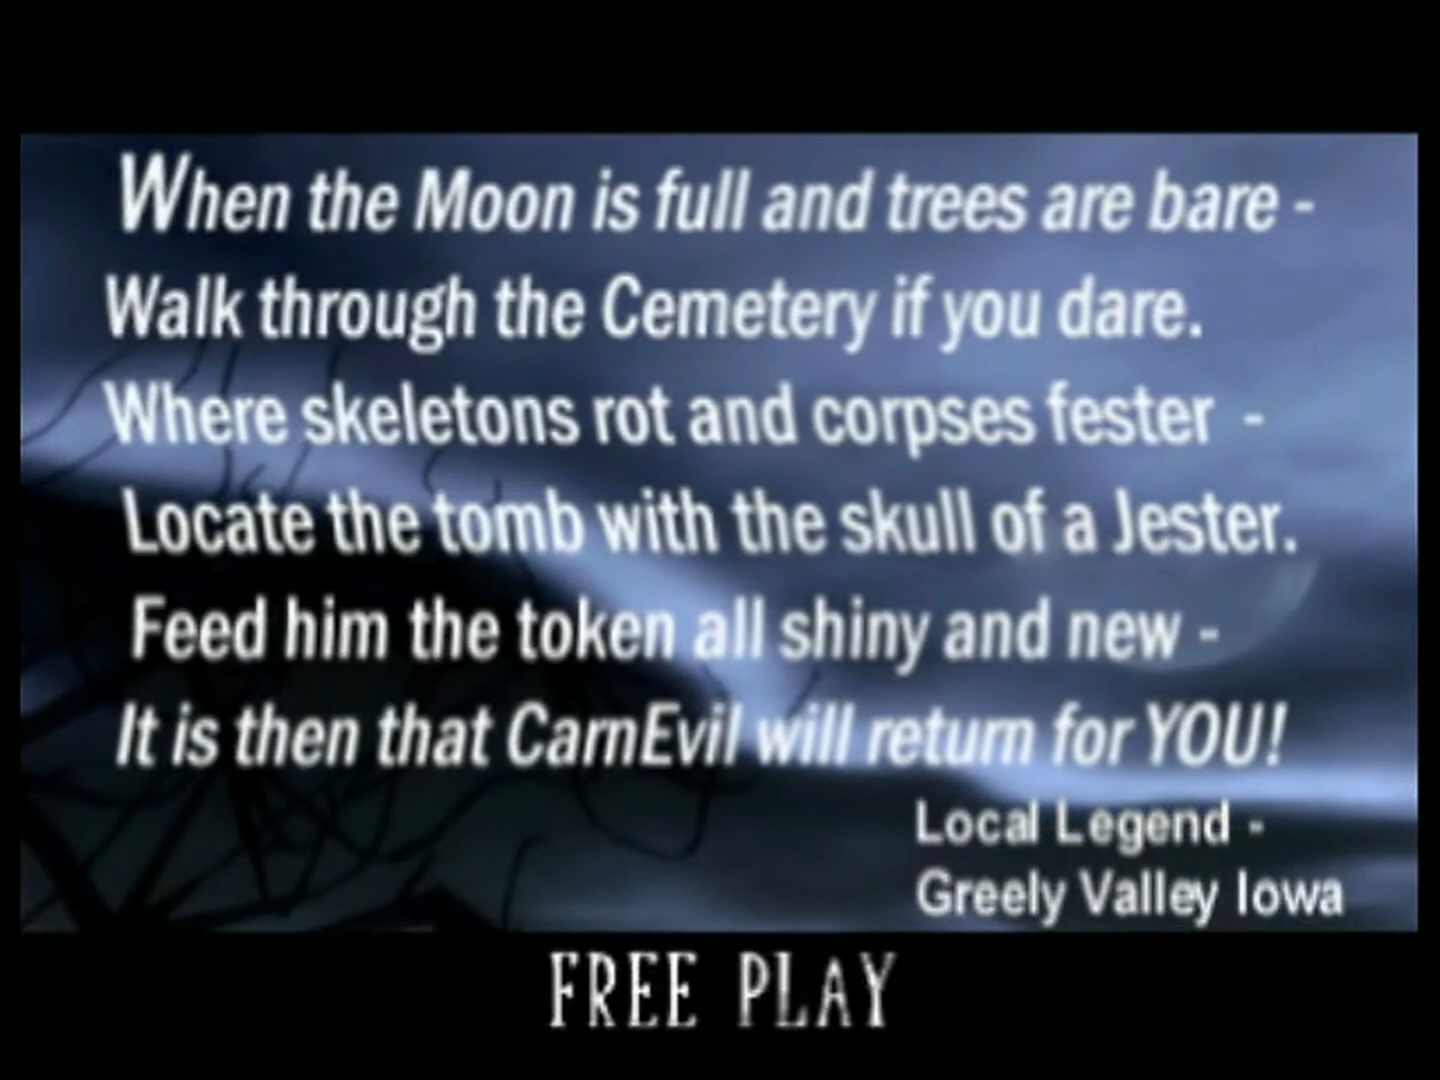 When the Moon is full and trees are bare -
Walk through the Cemetery if you dare.
Where skeletons rot and corpses fester -
Locate the tomb with the skull of a Jester.
Feed him the token all shiny and new -
It is then that CarnEvil will return for YOU!
Local Legend -
Greely Valley Iowa
FREE PLAY